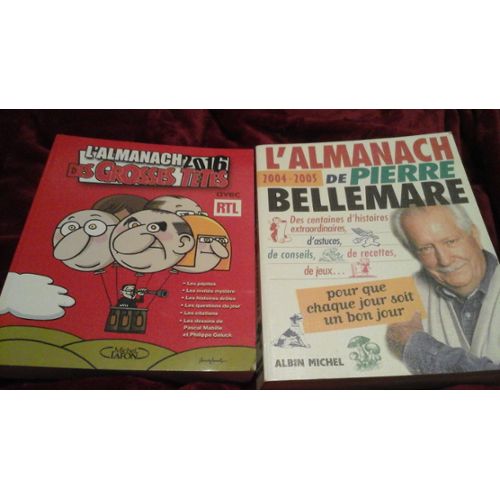 L'ALMANACH 2016
DES GROSSES TÊTES
AVEC
RTL
• Les pépites
• Les invités mystère
• Les histoires drôles
• Les questions du jour
• Les citations
• Les dessins de
Pascal Mabille
et Philippe Geluck
Michel
LAFON
L'ALMANACH
2004-2005 DE PIERRE
BELLEMARE
Des centaines d'histoires
extraordinaires,
d'astuces,
de conseils, de recettes,
de jeux...
pour que
chaque jour soit
un bon jour
ALBIN MICHEL